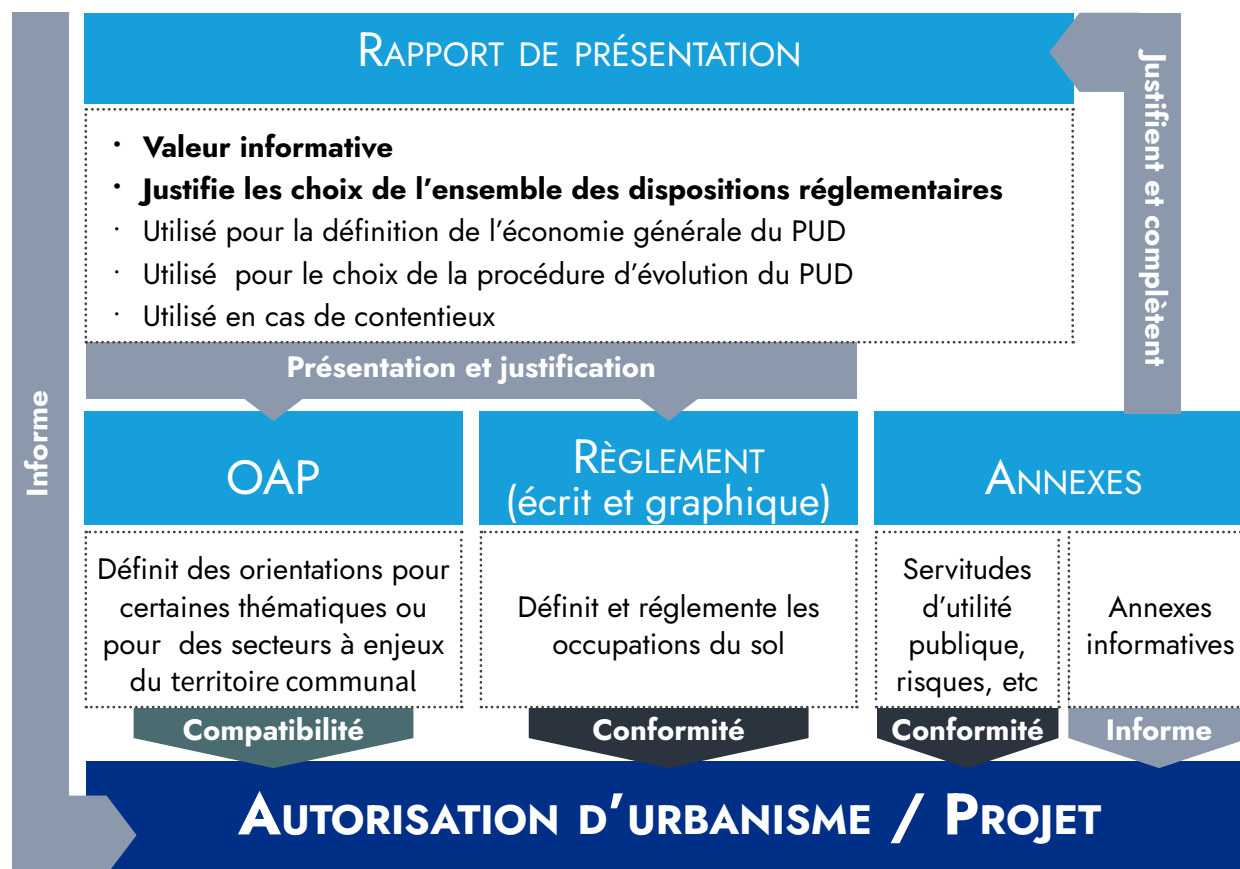 RAPPORT DE PRÉSENTATION
· Valeur informative
· Justifie les choix de l'ensemble des dispositions réglementaires
· Utilisé pour la définition de l'économie générale du PUD
· Utilisé pour le choix de la procédure d'évolution du PUD
· Utilisé en cas de contentieux
Justifient et complètent
Présentation et justification
Informe
OAP
RÈGLEMENT
(écrit et graphique)
ANNEXES
Définit des orientations pour
certaines thématiques ou
pour des secteurs à enjeux
du territoire communal
Définit et réglemente les
occupations du sol
Servitudes
d'utilité
publique,
risques, etc
Annexes
informatives
Compatibilité
Conformité
Conformité
Informe
AUTORISATION D'URBANISME / PROJET